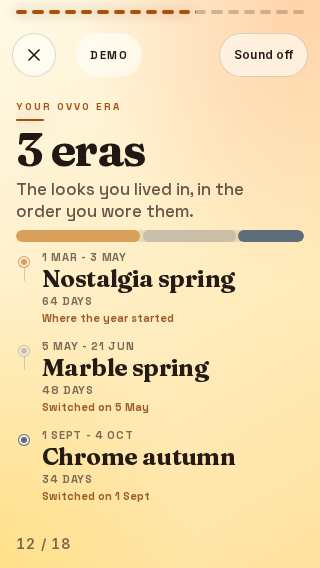 DEMO
Sound off
YOUR OVVO ERA
3 eras
The looks you lived in, in the
order you wore them.
1 MAR - 3 MAY
Nostalgia spring
64 DAYS
Where the year started
5 MAY - 21 JUN
Marble spring
48 DAYS
Switched on 5 May
1 SEPT - 4 OCT
Chrome autumn
34 DAYS
Switched on 1 Sept
12 / 18